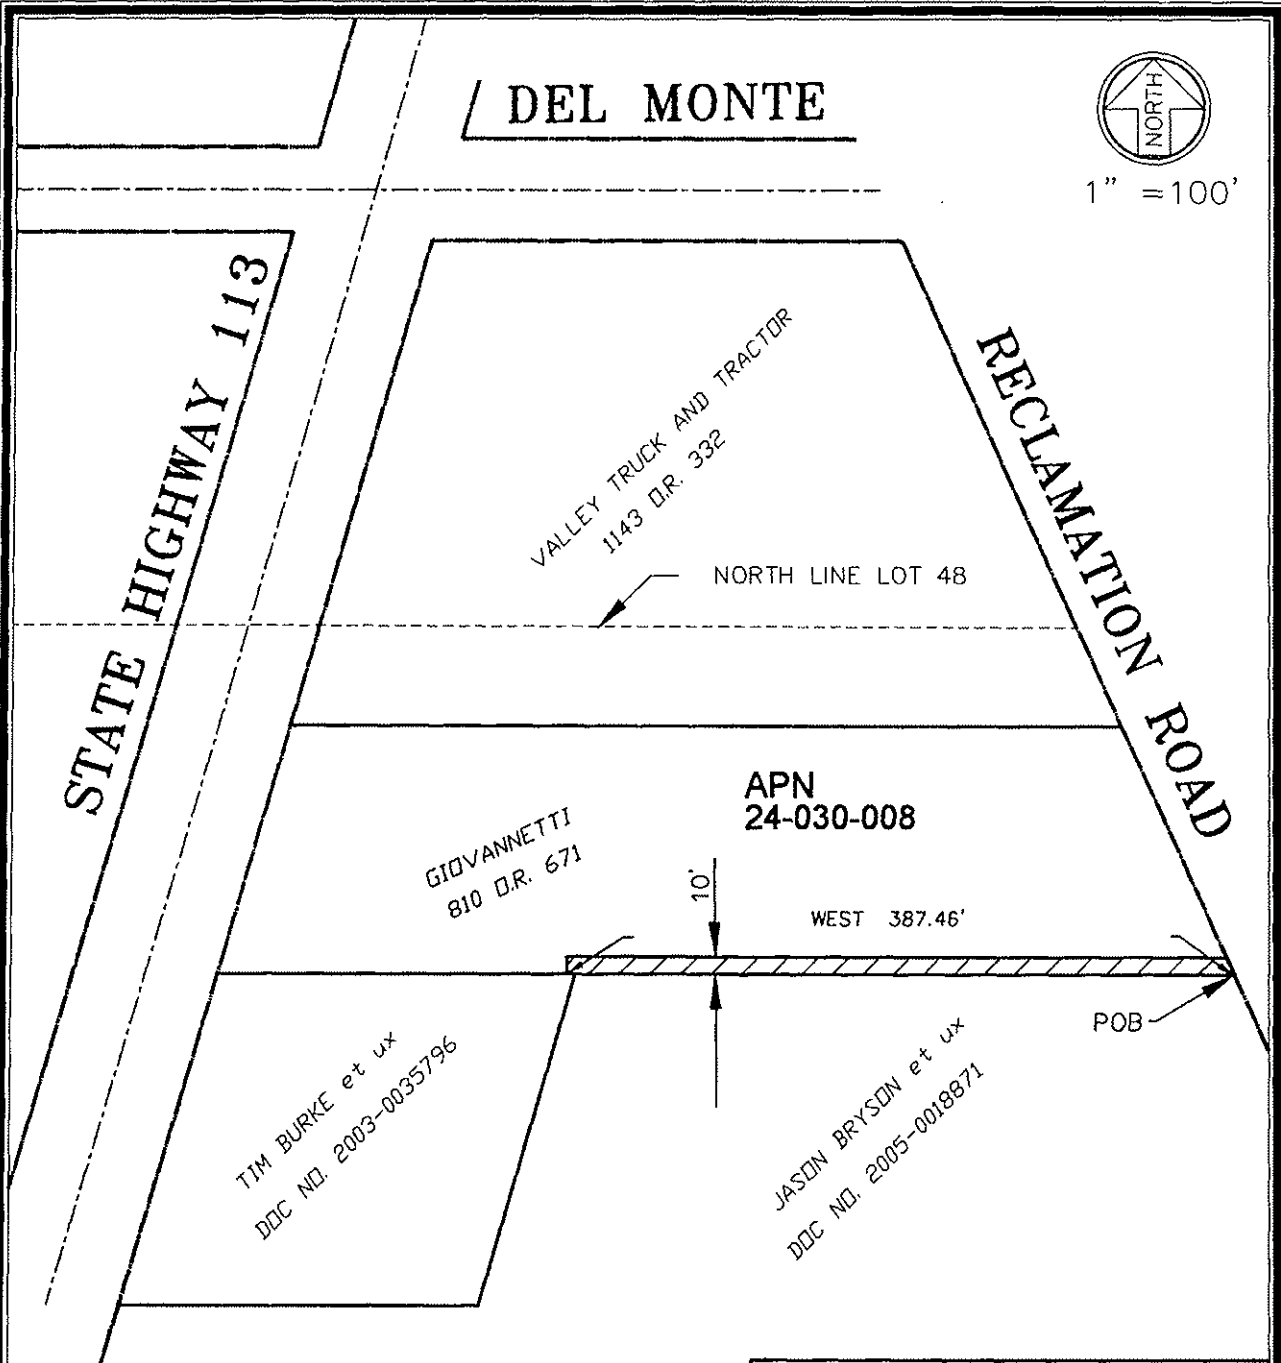 DEL MONTE
NORTH
1" =100'
STATE HIGHWAY 113
RECLAMATION ROAD
VALLEY TRUCK AND TRACTOR
1143 O.R. 332
NORTH LINE LOT 48
APN
24-030-008
GIOVANNETTI
810 O.R. 671
10'
WEST 387.46'
POB
TIM BURKE et ux
DOC NO. 2003-0035796
JASON BRYSON et ux
DOC NO. 2005-0018871